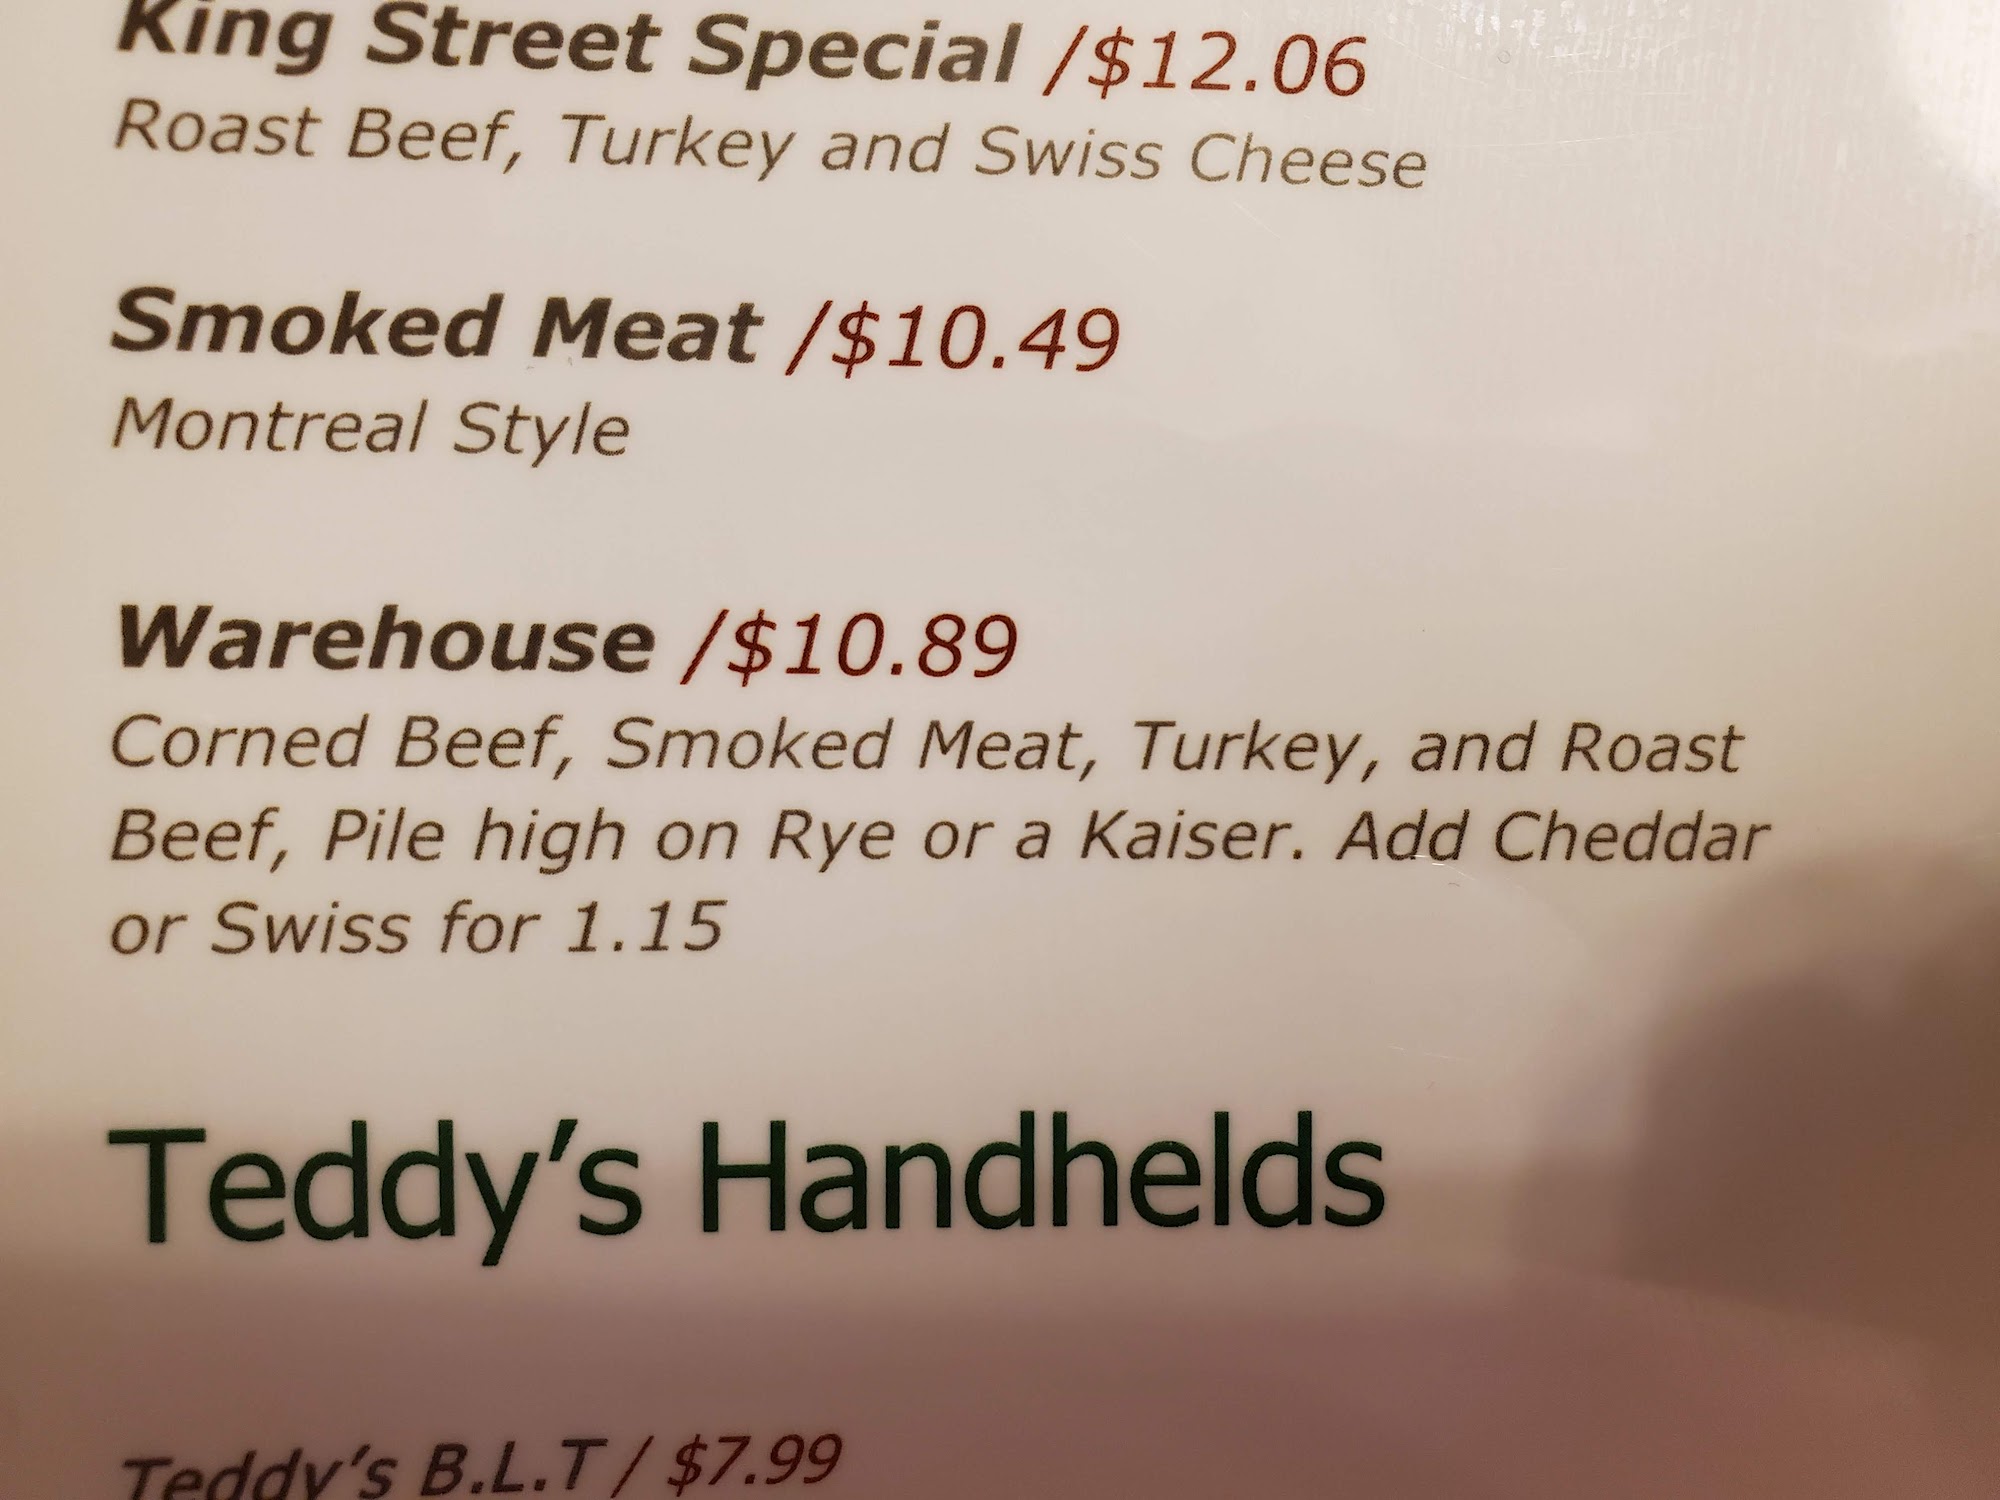 King Street Special /$12.06
Roast Beef, Turkey and Swiss Cheese
Smoked Meat /$10.49
Montreal Style
Warehouse /$10.89
Corned Beef, Smoked Meat, Turkey, and Roast
Beef, Pile high on Rye or a Kaiser. Add Cheddar
or Swiss for 1.15
Teddy's Handhelds
Teddy's B.L.T / $7.99